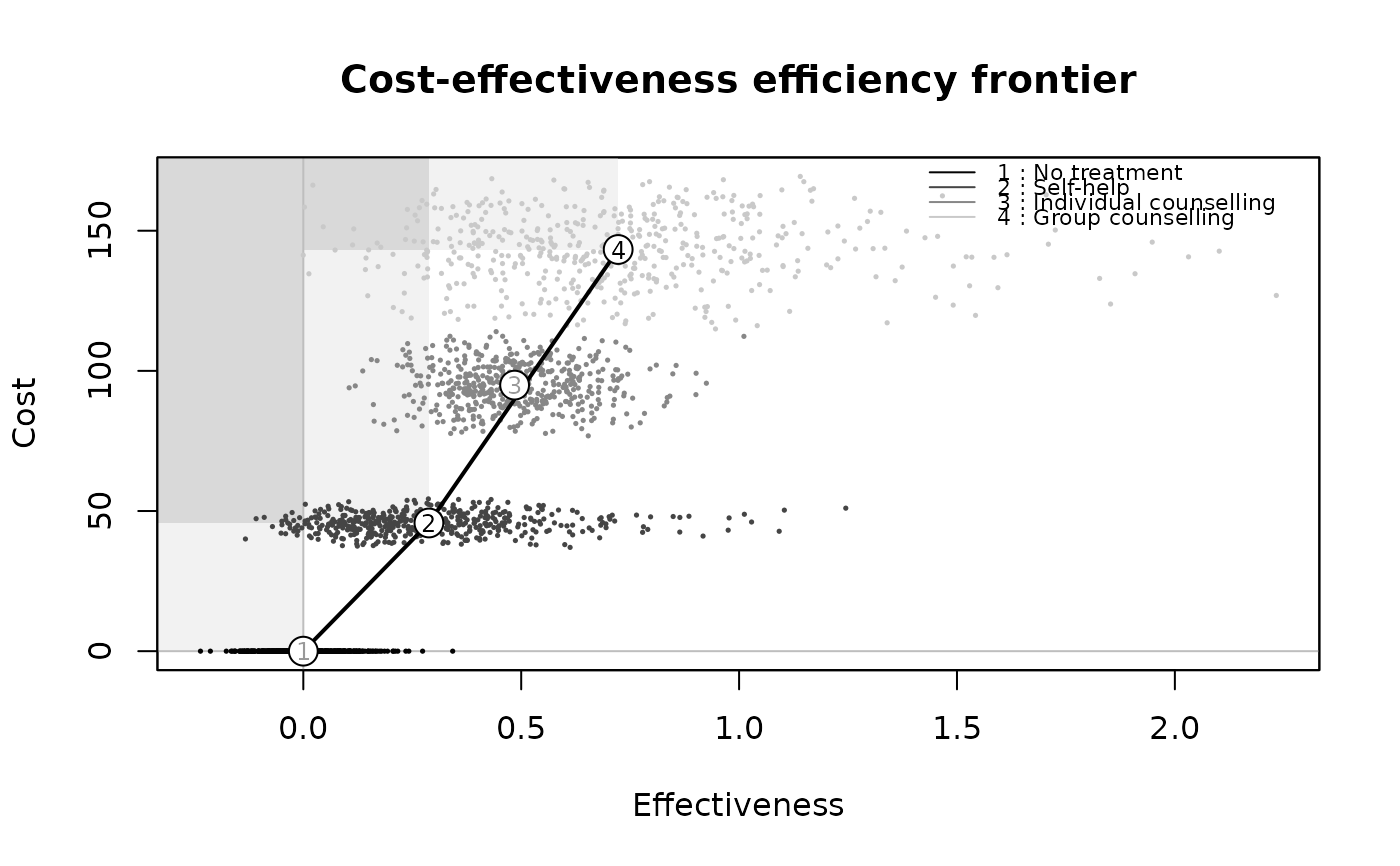 Cost-effectiveness efficiency frontier
1 : No treatment
2 : Self-help
3 : Individual counselling
4 : Group counselling
Cost
150
100
50
0
4
3
2
1
0.0 0.5 1.0 1.5 2.0
Effectiveness